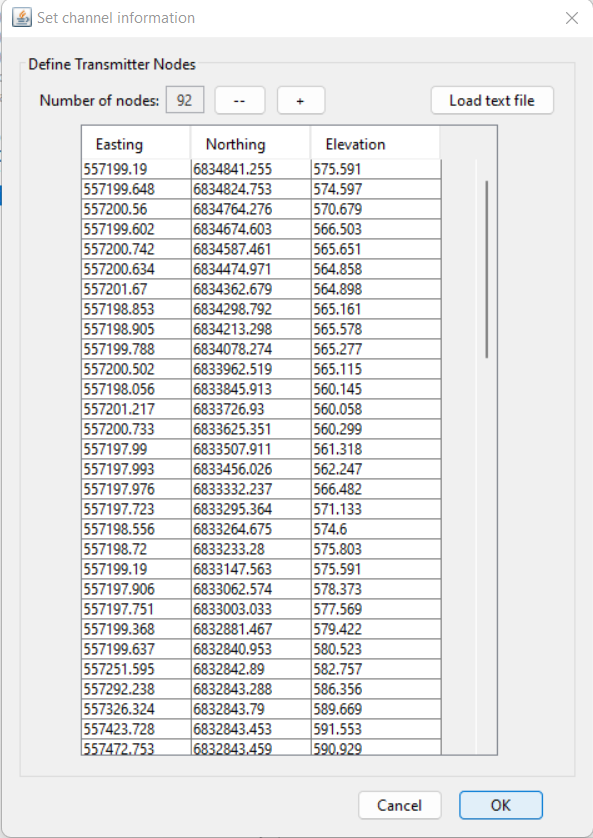 Set channel information
Define Transmitter Nodes
Number of nodes: 92 -- + Load text file
Easting Northing Elevation
557199.19 6834841.255 575.591
557199.648 6834824.753 574.597
557200.56 6834764.276 570.679
557199.602 6834674.603 566.503
557200.742 6834587.461 565.651
557200.634 6834474.971 564.858
557201.67 6834362.679 564.898
557198.853 6834298.792 565.161
557198.905 6834213.298 565.578
557199.788 6834078.274 565.277
557200.502 6833962.519 565.115
557198.056 6833845.913 560.145
557201.217 6833726.93 560.058
557200.733 6833625.351 560.299
557197.99 6833507.911 561.318
557197.993 6833456.026 562.247
557197.976 6833332.237 566.482
557197.723 6833295.364 571.133
557198.556 6833264.675 574.6
557198.72 6833233.28 575.803
557199.19 6833147.563 575.591
557197.906 6833062.574 578.373
557197.751 6833003.033 577.569
557199.368 6832881.467 579.422
557199.637 6832840.953 580.523
557251.595 6832842.89 582.757
557292.238 6832843.288 586.356
557326.324 6832843.79 589.669
557423.728 6832843.453 591.553
557472.753 6832843.459 590.929
Cancel OK